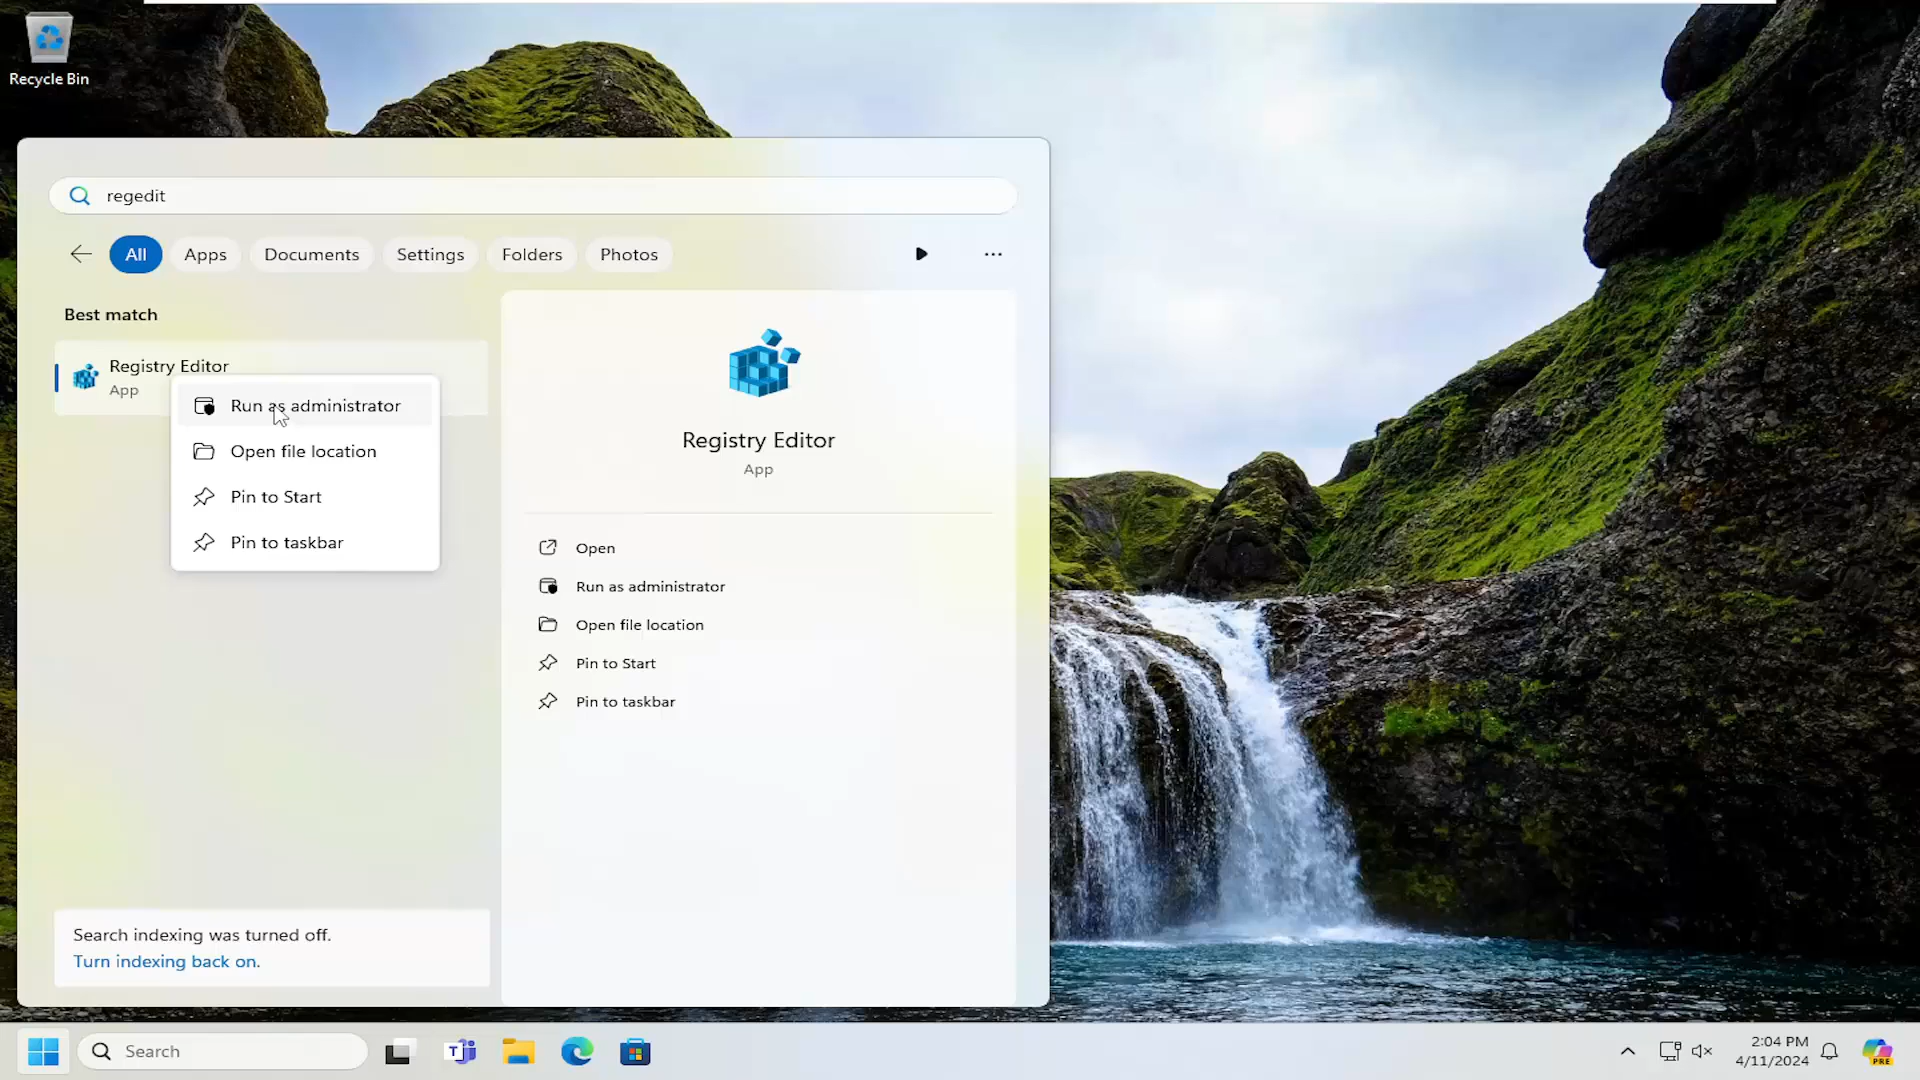 Recycle Bin
regedit
All
Apps
Documents
Settings
Folders
Photos
Best match
Registry Editor
App
Run as administrator
Open file location
Pin to Start
Pin to taskbar
Registry Editor
App
Open
Run as administrator
Open file location
Pin to Start
Pin to taskbar
Search indexing was turned off.
Turn indexing back on.
Search
T
2:04 PM
4/11/2024
PRE